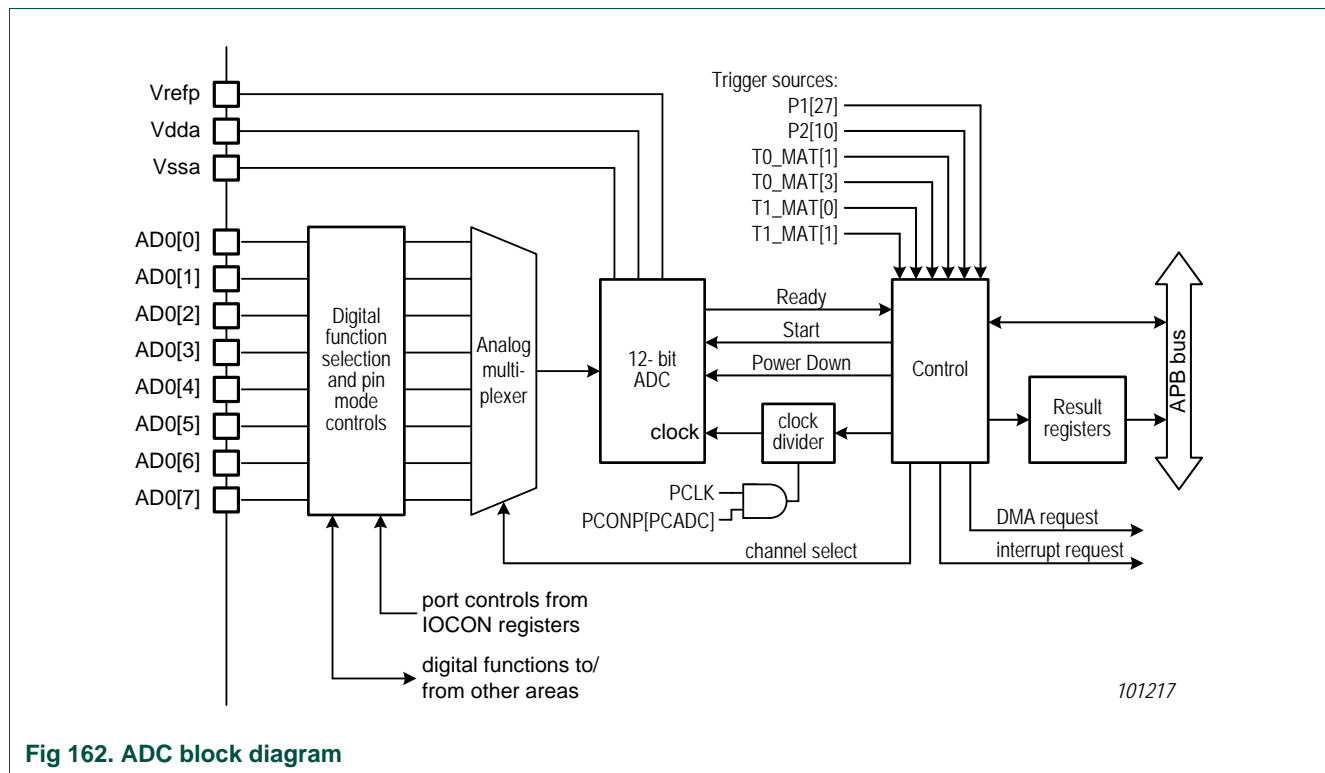 Vrefp
Vdda
Vssa
AD0[0]
AD0[1]
AD0[2]
AD0[3]
AD0[4]
AD0[5]
AD0[6]
AD0[7]
Digital
function
selection
and pin
mode
controls
Analog
multi-
plexer
12- bit
ADC
clock
Trigger sources:
P1[27]
P2[10]
T0_MAT[1]
T0_MAT[3]
T1_MAT[0]
T1_MAT[1]
Ready
Start
Power Down
clock
divider
PCLK
PCONP[PCADC]
channel select
Control
Result
registers
APB bus
DMA request
interrupt request
port controls from
IOCON registers
digital functions to/
from other areas
101217
Fig 162. ADC block diagram